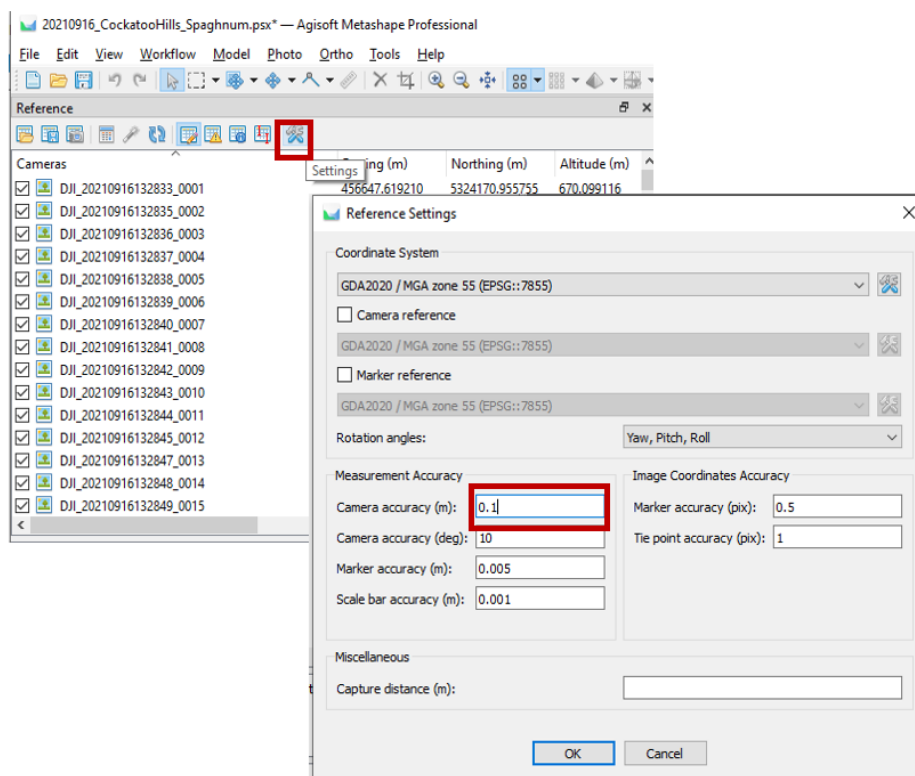 20210916_CockatooHills_Spaghnum.psx* — Agisoft Metashape Professional
File Edit View Workflow Model Photo Ortho Tools Help
Reference
Cameras Northing (m) Altitude (m)
Settings
DJI_20210916132833_0001 456647.619210 5324170.955755 670.099116
DJI_20210916132835_0002
DJI_20210916132836_0003
DJI_20210916132837_0004
DJI_20210916132838_0005
DJI_20210916132839_0006
DJI_20210916132840_0007
DJI_20210916132841_0008
DJI_20210916132842_0009
DJI_20210916132843_0010
DJI_20210916132844_0011
DJI_20210916132845_0012
DJI_20210916132847_0013
DJI_20210916132848_0014
DJI_20210916132849_0015
Reference Settings
Coordinate System
GDA2020 / MGA zone 55 (EPSG::7855)
Camera reference
GDA2020 / MGA zone 55 (EPSG::7855)
Marker reference
GDA2020 / MGA zone 55 (EPSG::7855)
Rotation angles: Yaw, Pitch, Roll
Measurement Accuracy
Camera accuracy (m): 0.1
Camera accuracy (deg): 10
Marker accuracy (m): 0.005
Scale bar accuracy (m): 0.001
Image Coordinates Accuracy
Marker accuracy (pix): 0.5
Tie point accuracy (pix): 1
Miscellaneous
Capture distance (m):
OK Cancel